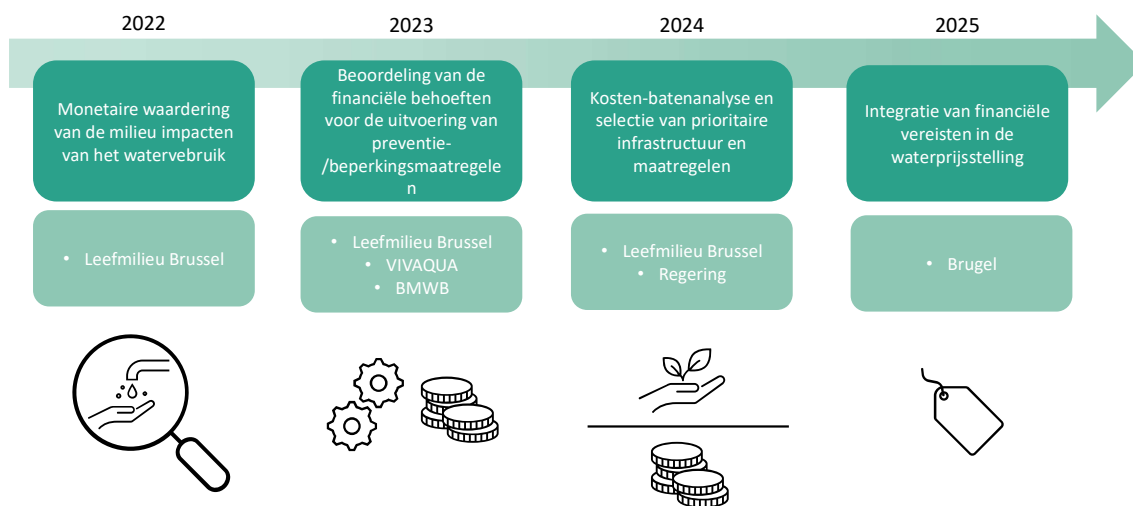 2022
2023
2024
2025
Monetaire waardering
van de milieu impacten
van het watervebruik
Beoordeling van de
financiële behoeften
voor de uitvoering van
preventie-
/beperkingsmaatregele
n
Kosten-batenanalyse en
selectie van prioritaire
infrastructuur en
maatregelen
Integratie van financiële
vereisten in de
waterprijsstelling
• Leefmilieu Brussel
• Leefmilieu Brussel
• VIVAQUA
• BMWB
• Leefmilieu Brussel
• Regering
• Brugel